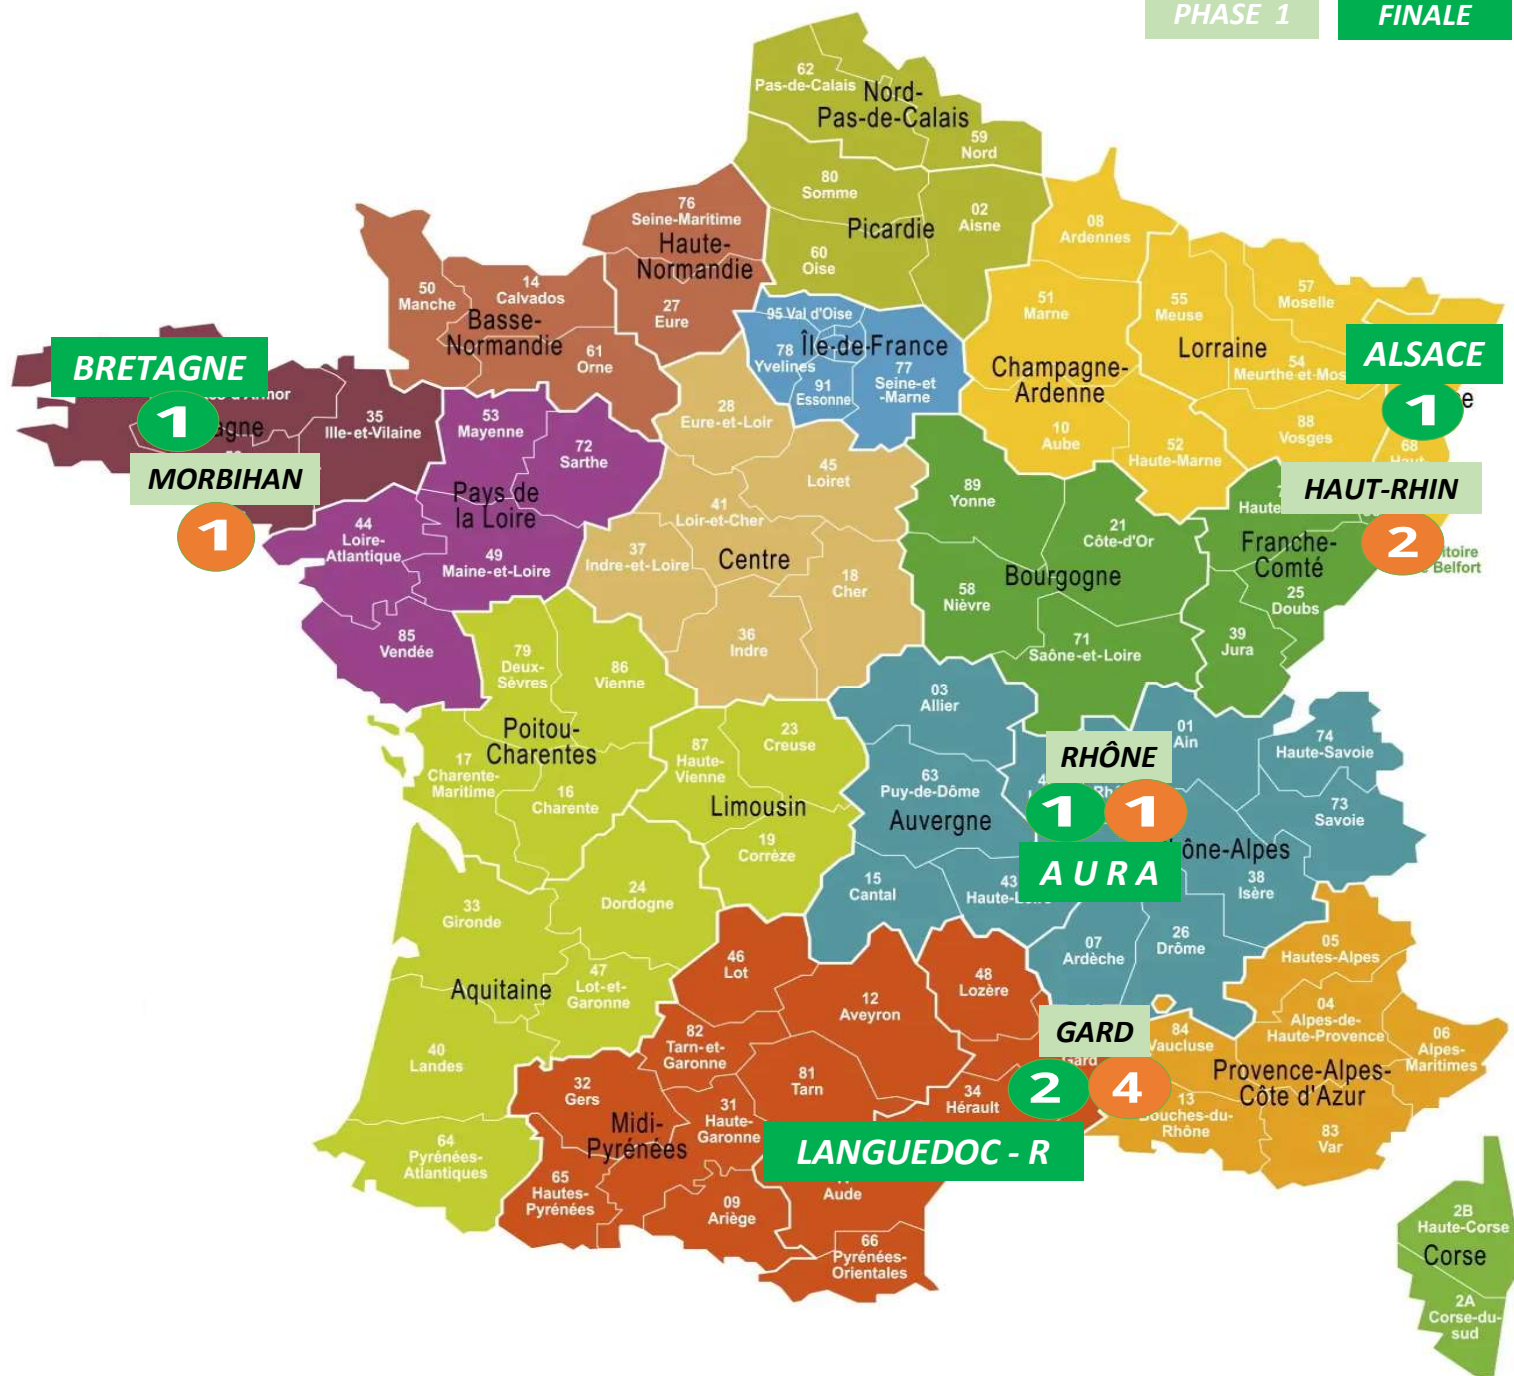 PHASE 1
FINALE
62
Pas-de-Calais
Nord-
Pas-de-Calais
59
Nord
80
Somme
02
Aisne
Picardie
60
Oise
76
Seine-Maritime
Haute-
Normandie
27
Eure
08
Ardennes
50
Manche
14
Calvados
Basse-
Normandie
61
Orne
95 Val d'Oise
Île-de-France
78
Yvelines
91
Essonne
77
Seine-et
-Marne
51
Marne
55
Meuse
57
Moselle
Lorraine
54
Champagne-
Ardenne
10
Aube
52
Haute-Marne
88
Vosges
ALSACE
1
68
BRETAGNE
1
35
Ille-et-Vilaine
MORBIHAN
1
53
Mayenne
72
Sarthe
Pays de
la Loire
44
Loire-
Atlantique
49
Maine-et-Loire
85
Vendée
28
Eure-et-Loir
45
Loiret
41
Loir-et-Cher
37
Indre-et-Loire
Centre
18
Cher
36
Indre
89
Yonne
21
Côte-d'Or
Bourgogne
58
Nièvre
71
Saône-et-Loire
HAUT-RHIN
2
Franche-
Comté
Belfort
25
Doubs
39
Jura
79
Deux-
Sèvres
86
Vienne
Poitou-
Charentes
17
Charente-
Maritime
16
Charente
87
Haute-
Vienne
23
Creuse
Limousin
19
Corrèze
03
Allier
63
Puy-de-Dôme
Auvergne
15
Cantal
43
Haute-Loire
01
Ain
74
Haute-Savoie
73
Savoie
RHÔNE
1
1
A U R A
38
Isère
07
Ardèche
26
Drôme
33
Gironde
24
Dordogne
Aquitaine
47
Lot-et-
Garonne
40
Landes
64
Pyrénées-
Atlantiques
46
Lot
12
Aveyron
48
Lozère
82
Tarn-et-
Garonne
81
Tarn
32
Gers
31
Haute-
Garonne
Midi-
Pyrénées
65
Hautes-
Pyrénées
09
Ariège
34
Hérault
GARD
Gard
2
4
LANGUEDOC - R
Aude
66
Pyrénées-
Orientales
05
Hautes-Alpes
04
Alpes-de-
Haute-Provence
06
Alpes-
Maritimes
84
Vaucluse
Provence-Alpes-
Côte d'Azur
13
Bouches-du-
Rhône
83
Var
2B
Haute-Corse
Corse
2A
Corse-du-
sud